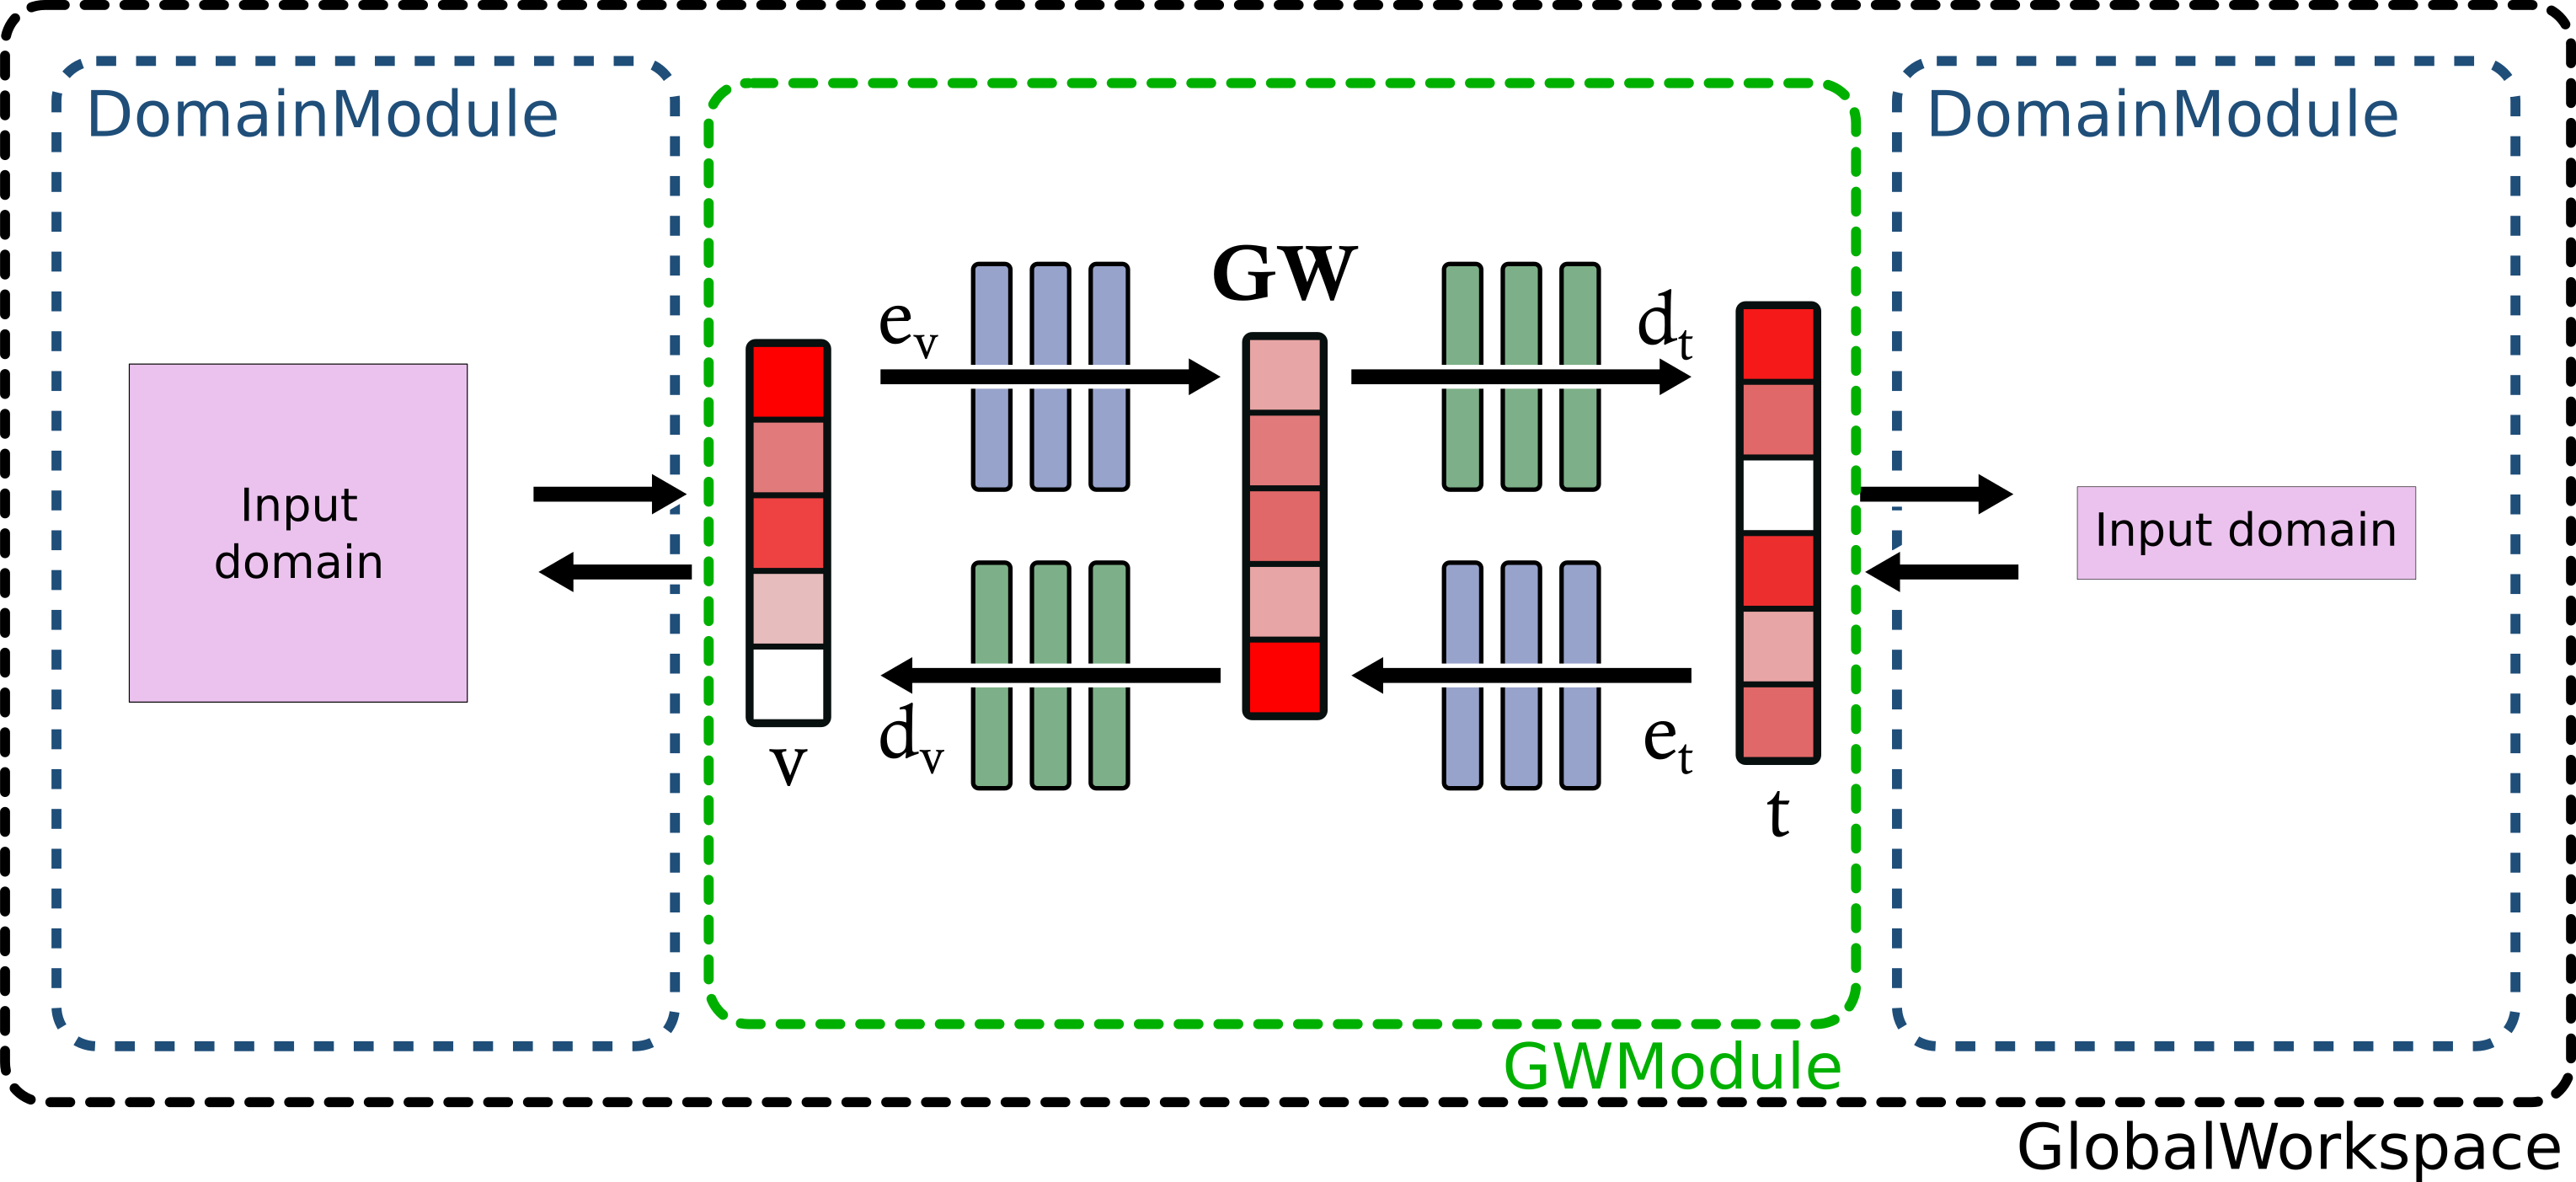 DomainModule
DomainModule
GW
e_v
d_t
Input
domain
Input domain
v
d_v
e_t
t
GWModule
GlobalWorkspace